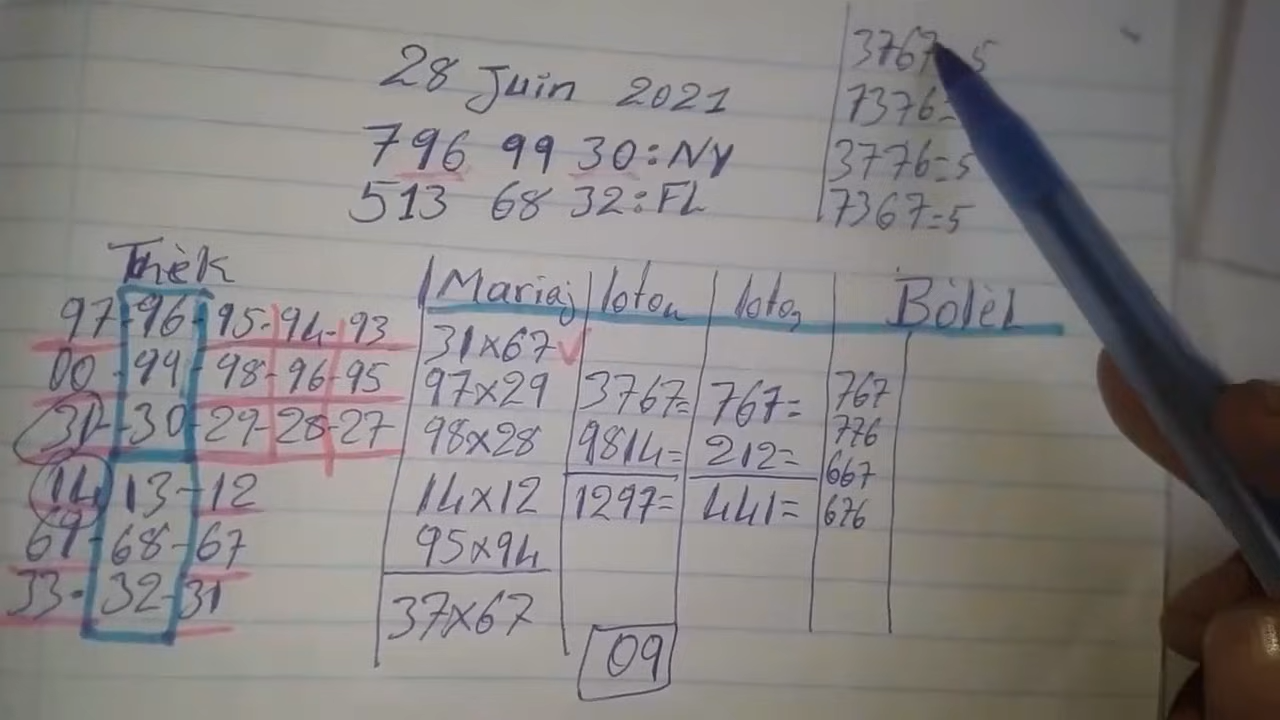 28 Juin 2021
796 99 30:NY
513 68 32:FL
3767=5
7376=
3776=5
7367=5
Thèk
97-96-95-94-93
00-99-98-96-95
31-30-29-28-27
14-13-12
69-68-67
33-32-31
Mariaj
31x67
97x29
98x28
14x12
95x94
37x67
loto4
3767=
9814=
1297=
09
loto3
767=
212=
441=
Bòlèt
767
776
667
676